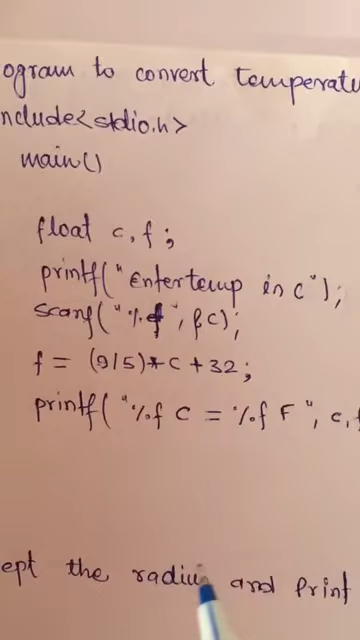 ogram to convert temperatu
nclude<stdio.h>
main()
float c, f;
printf("Enter temp in c");
scanf("%f", &c);
f = (9/5)*c + 32;
printf("%f C = %f F", c, f
ept the radiu and Print